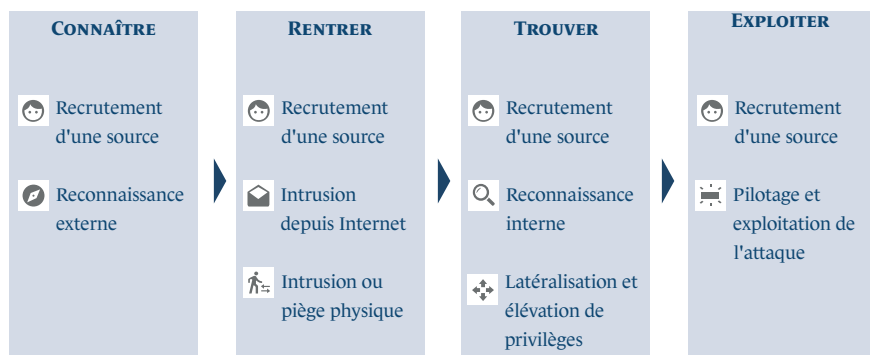 CONNAÎTRE
Recrutement
d'une source
Reconnaissance
externe
RENTRER
Recrutement
d'une source
Intrusion
depuis Internet
Intrusion ou
piège physique
TROUVER
Recrutement
d'une source
Reconnaissance
interne
Latéralisation et
élévation de
privilèges
EXPLOITER
Recrutement
d'une source
Pilotage et
exploitation de
l'attaque